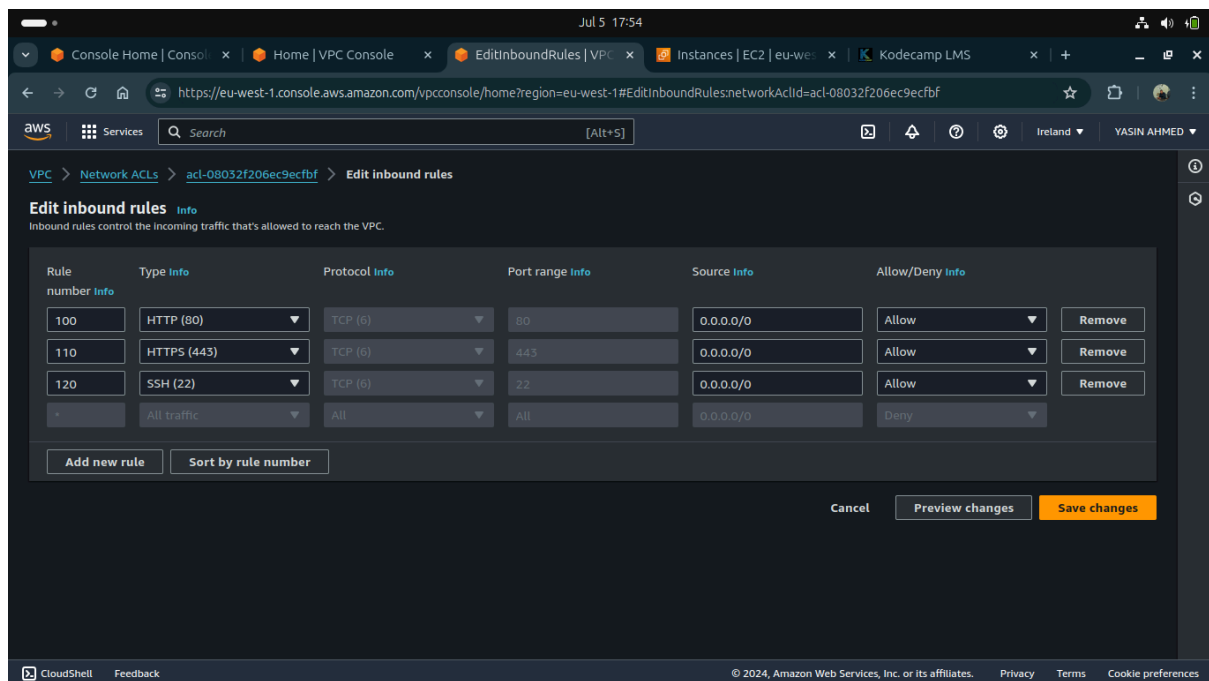 Jul 5 17:54
Console Home | Consol
Home | VPC Console
EditInboundRules | VPC
Instances | EC2 | eu-wes
Kodecamp LMS
https://eu-west-1.console.aws.amazon.com/vpcconsole/home?region=eu-west-1#EditInboundRules:networkAclId=acl-08032f206ec9ecfbf
aws Services Search [Alt+S] Ireland ▼ YASIN AHMED ▼
VPC > Network ACLs > acl-08032f206ec9ecfbf > Edit inbound rules
Edit inbound rules Info
Inbound rules control the incoming traffic that's allowed to reach the VPC.
Rule number Info Type Info Protocol Info Port range Info Source Info Allow/Deny Info
100 HTTP (80) TCP (6) 80 0.0.0.0/0 Allow Remove
110 HTTPS (443) TCP (6) 443 0.0.0.0/0 Allow Remove
120 SSH (22) TCP (6) 22 0.0.0.0/0 Allow Remove
* All traffic All All 0.0.0.0/0 Deny
Add new rule Sort by rule number
Cancel Preview changes Save changes
CloudShell Feedback © 2024, Amazon Web Services, Inc. or its affiliates. Privacy Terms Cookie preferences